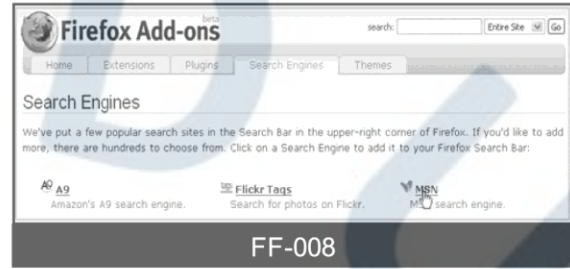 beta
Firefox Add-ons
search: Entire Site Go
Home Extensions Plugins Search Engines Themes
Search Engines
We've put a few popular search sites in the Search Bar in the upper-right corner of Firefox. If you'd like to add
more, there are hundreds to choose from. Click on a Search Engine to add it to your Firefox Search Bar:
A9 Flickr Tags MSN
Amazon's A9 search engine. Search for photos on Flickr. search engine.
FF-008